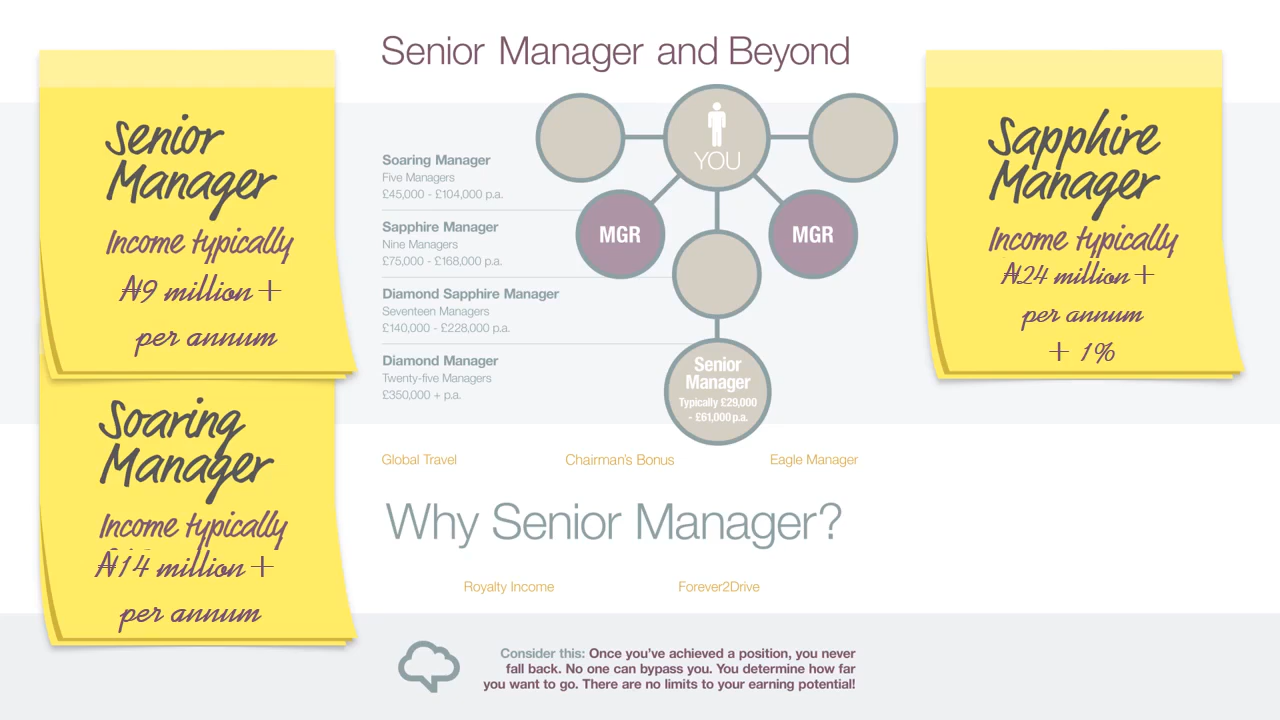 Senior Manager and Beyond
Senior
Manager
Income typically
₦9 million +
per annum
Soaring
Manager
Income typically
₦14 million +
per annum
Soaring Manager
Five Managers
£45,000 - £104,000 p.a.
Sapphire Manager
Nine Managers
£75,000 - £168,000 p.a.
Diamond Sapphire Manager
Seventeen Managers
£140,000 - £228,000 p.a.
Diamond Manager
Twenty-five Managers
£350,000 + p.a.
YOU
MGR
MGR
Senior
Manager
Typically £29,000
- £61,000 p.a.
Sapphire
Manager
Income typically
₦24 million +
per annum
+ 1%
Global Travel
Chairman's Bonus
Eagle Manager
Why Senior Manager?
Royalty Income
Forever2Drive
Consider this: Once you've achieved a position, you never
fall back. No one can bypass you. You determine how far
you want to go. There are no limits to your earning potential!